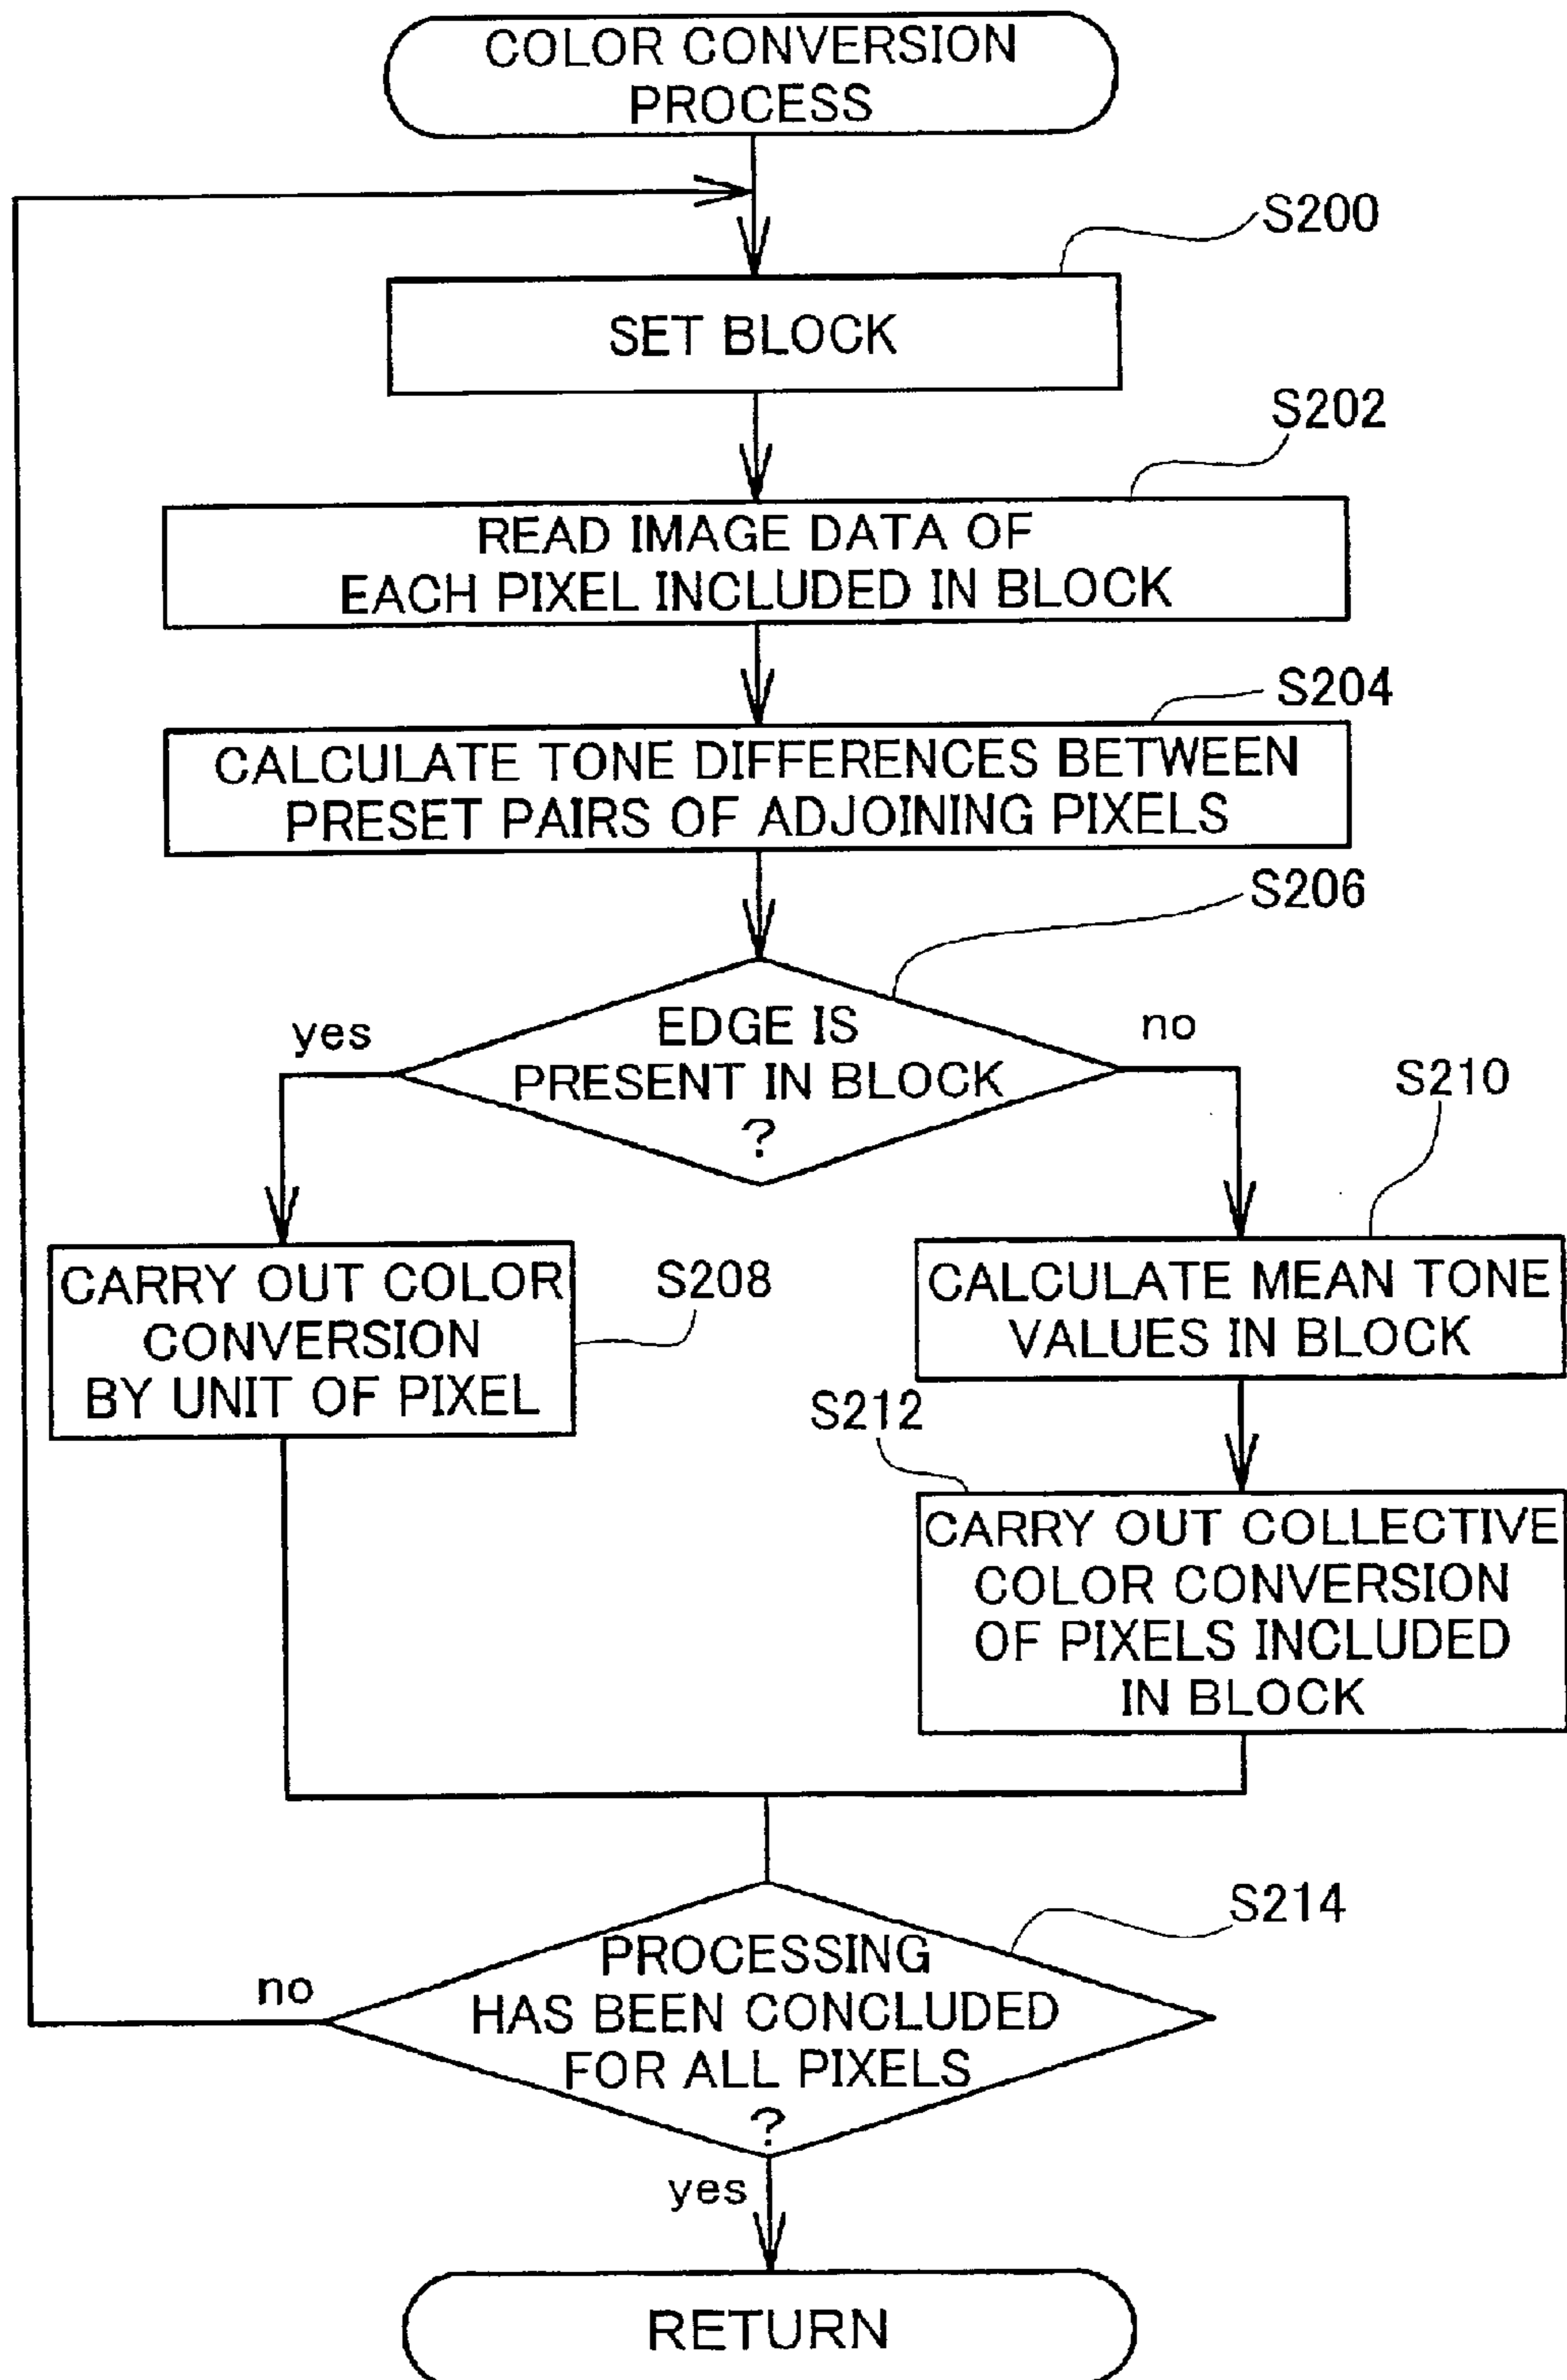 COLOR CONVERSION
PROCESS
S200
SET BLOCK
S202
READ IMAGE DATA OF
EACH PIXEL INCLUDED IN BLOCK
S204
CALCULATE TONE DIFFERENCES BETWEEN
PRESET PAIRS OF ADJOINING PIXELS
S206
yes
EDGE IS
PRESENT IN BLOCK
?
no
S208
CARRY OUT COLOR
CONVERSION
BY UNIT OF PIXEL
S210
CALCULATE MEAN TONE
VALUES IN BLOCK
S212
CARRY OUT COLLECTIVE
COLOR CONVERSION
OF PIXELS INCLUDED
IN BLOCK
S214
no
PROCESSING
HAS BEEN CONCLUDED
FOR ALL PIXELS
?
yes
RETURN